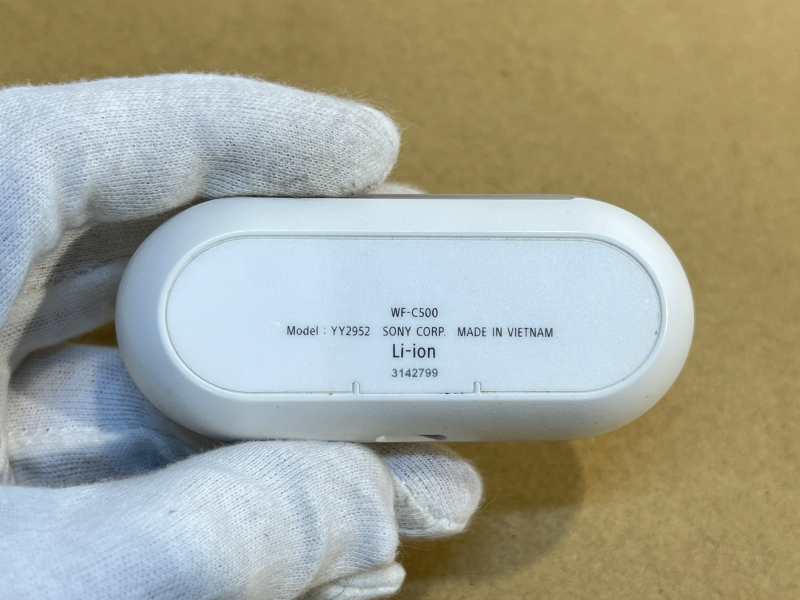 WF-C500
Model : YY2952 SONY CORP. MADE IN VIETNAM
Li-ion
3142799